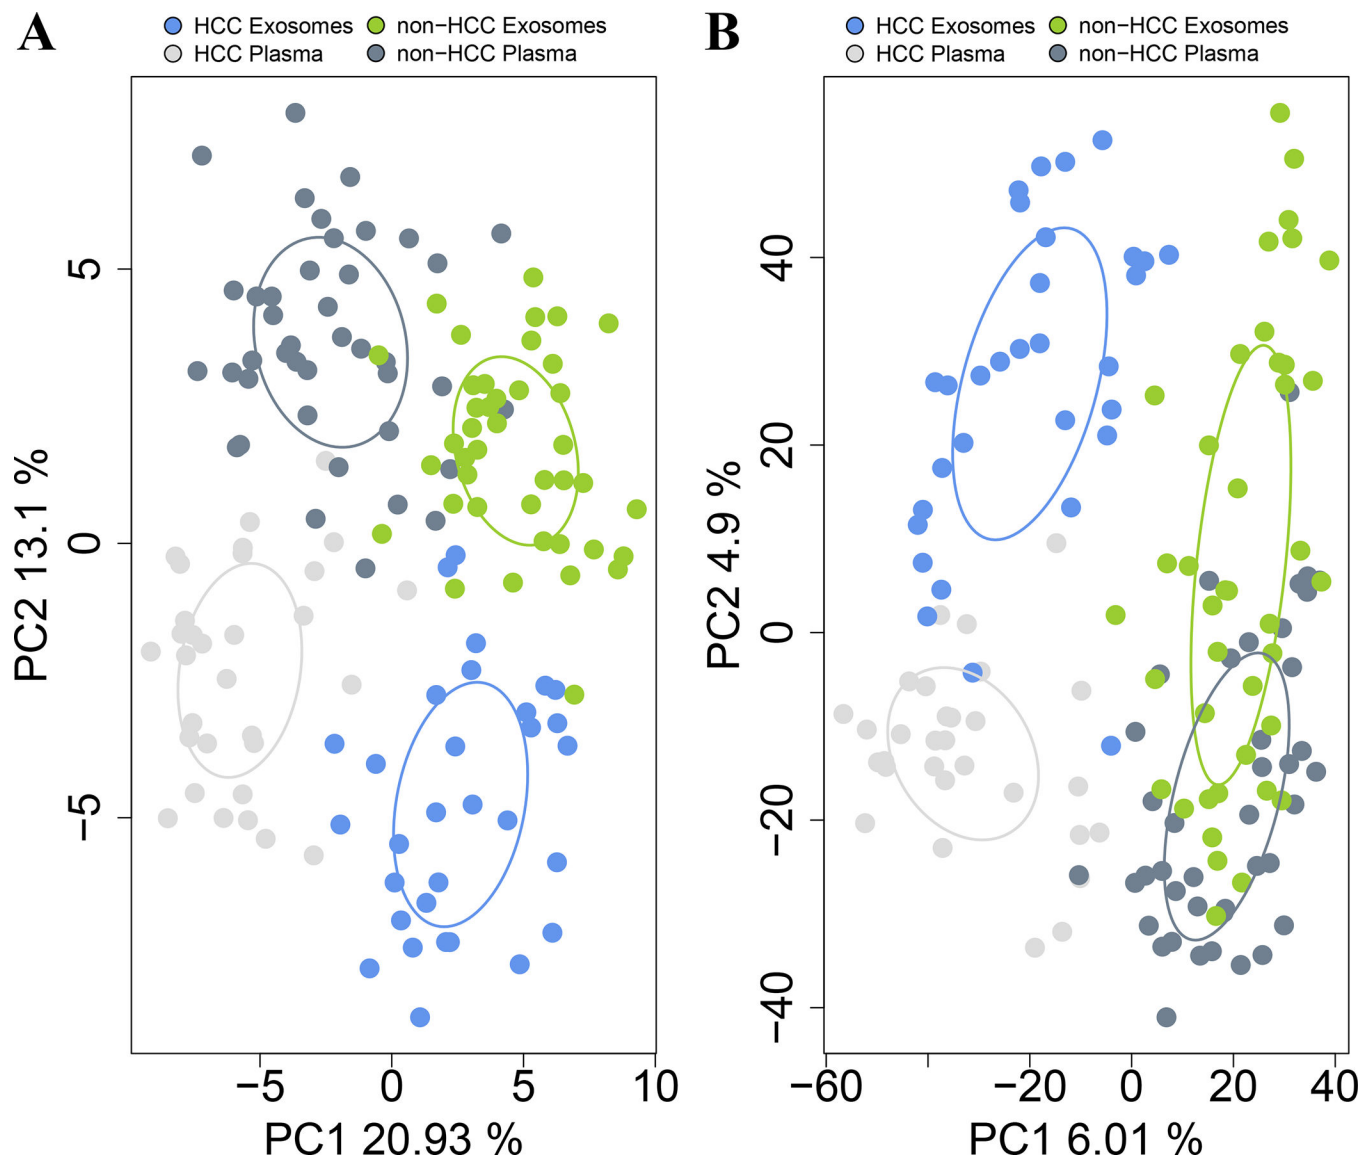 A
HCC Exosomes
non−HCC Exosomes
HCC Plasma
non−HCC Plasma
5
0
−5
PC2 13.1 %
−5
0
5
10
PC1 20.93 %
B
HCC Exosomes
non−HCC Exosomes
HCC Plasma
non−HCC Plasma
40
20
0
−20
−40
PC2 4.9 %
−60
−20
0
20
40
PC1 6.01 %